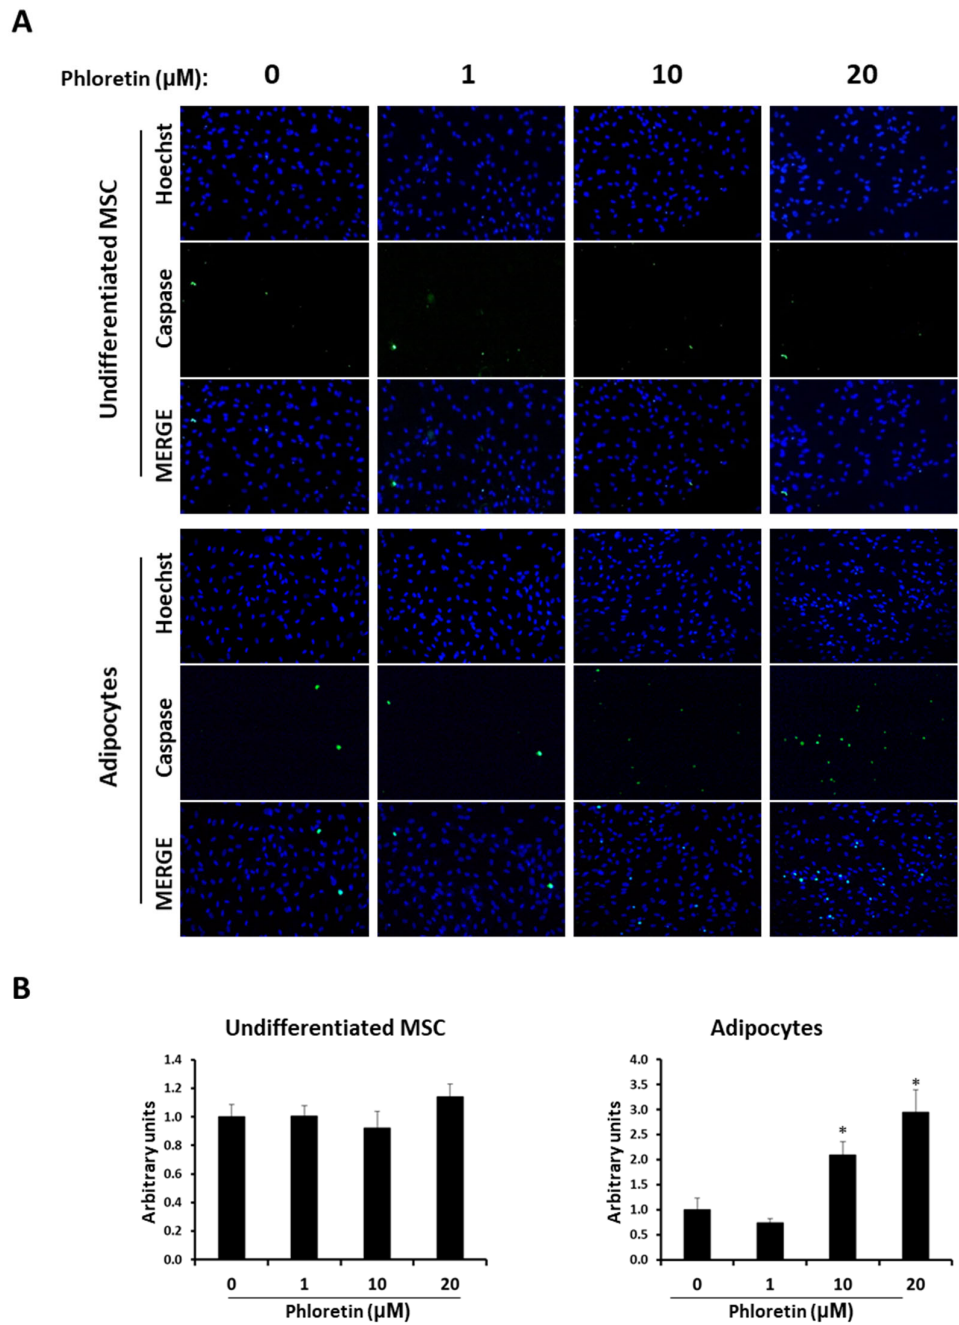 A
Phloretin (µM): 0 1 10 20
Undifferentiated MSC
Hoechst
Caspase
MERGE
Adipocytes
Hoechst
Caspase
MERGE
B
Undifferentiated MSC
Arbitrary units
1.4
1.2
1.0
0.8
0.6
0.4
0.2
0.0
0 1 10 20
Phloretin (µM)
Adipocytes
Arbitrary units
4.0
3.5
3.0
2.5
2.0
1.5
1.0
0.5
0.0
*
*
0 1 10 20
Phloretin (µM)